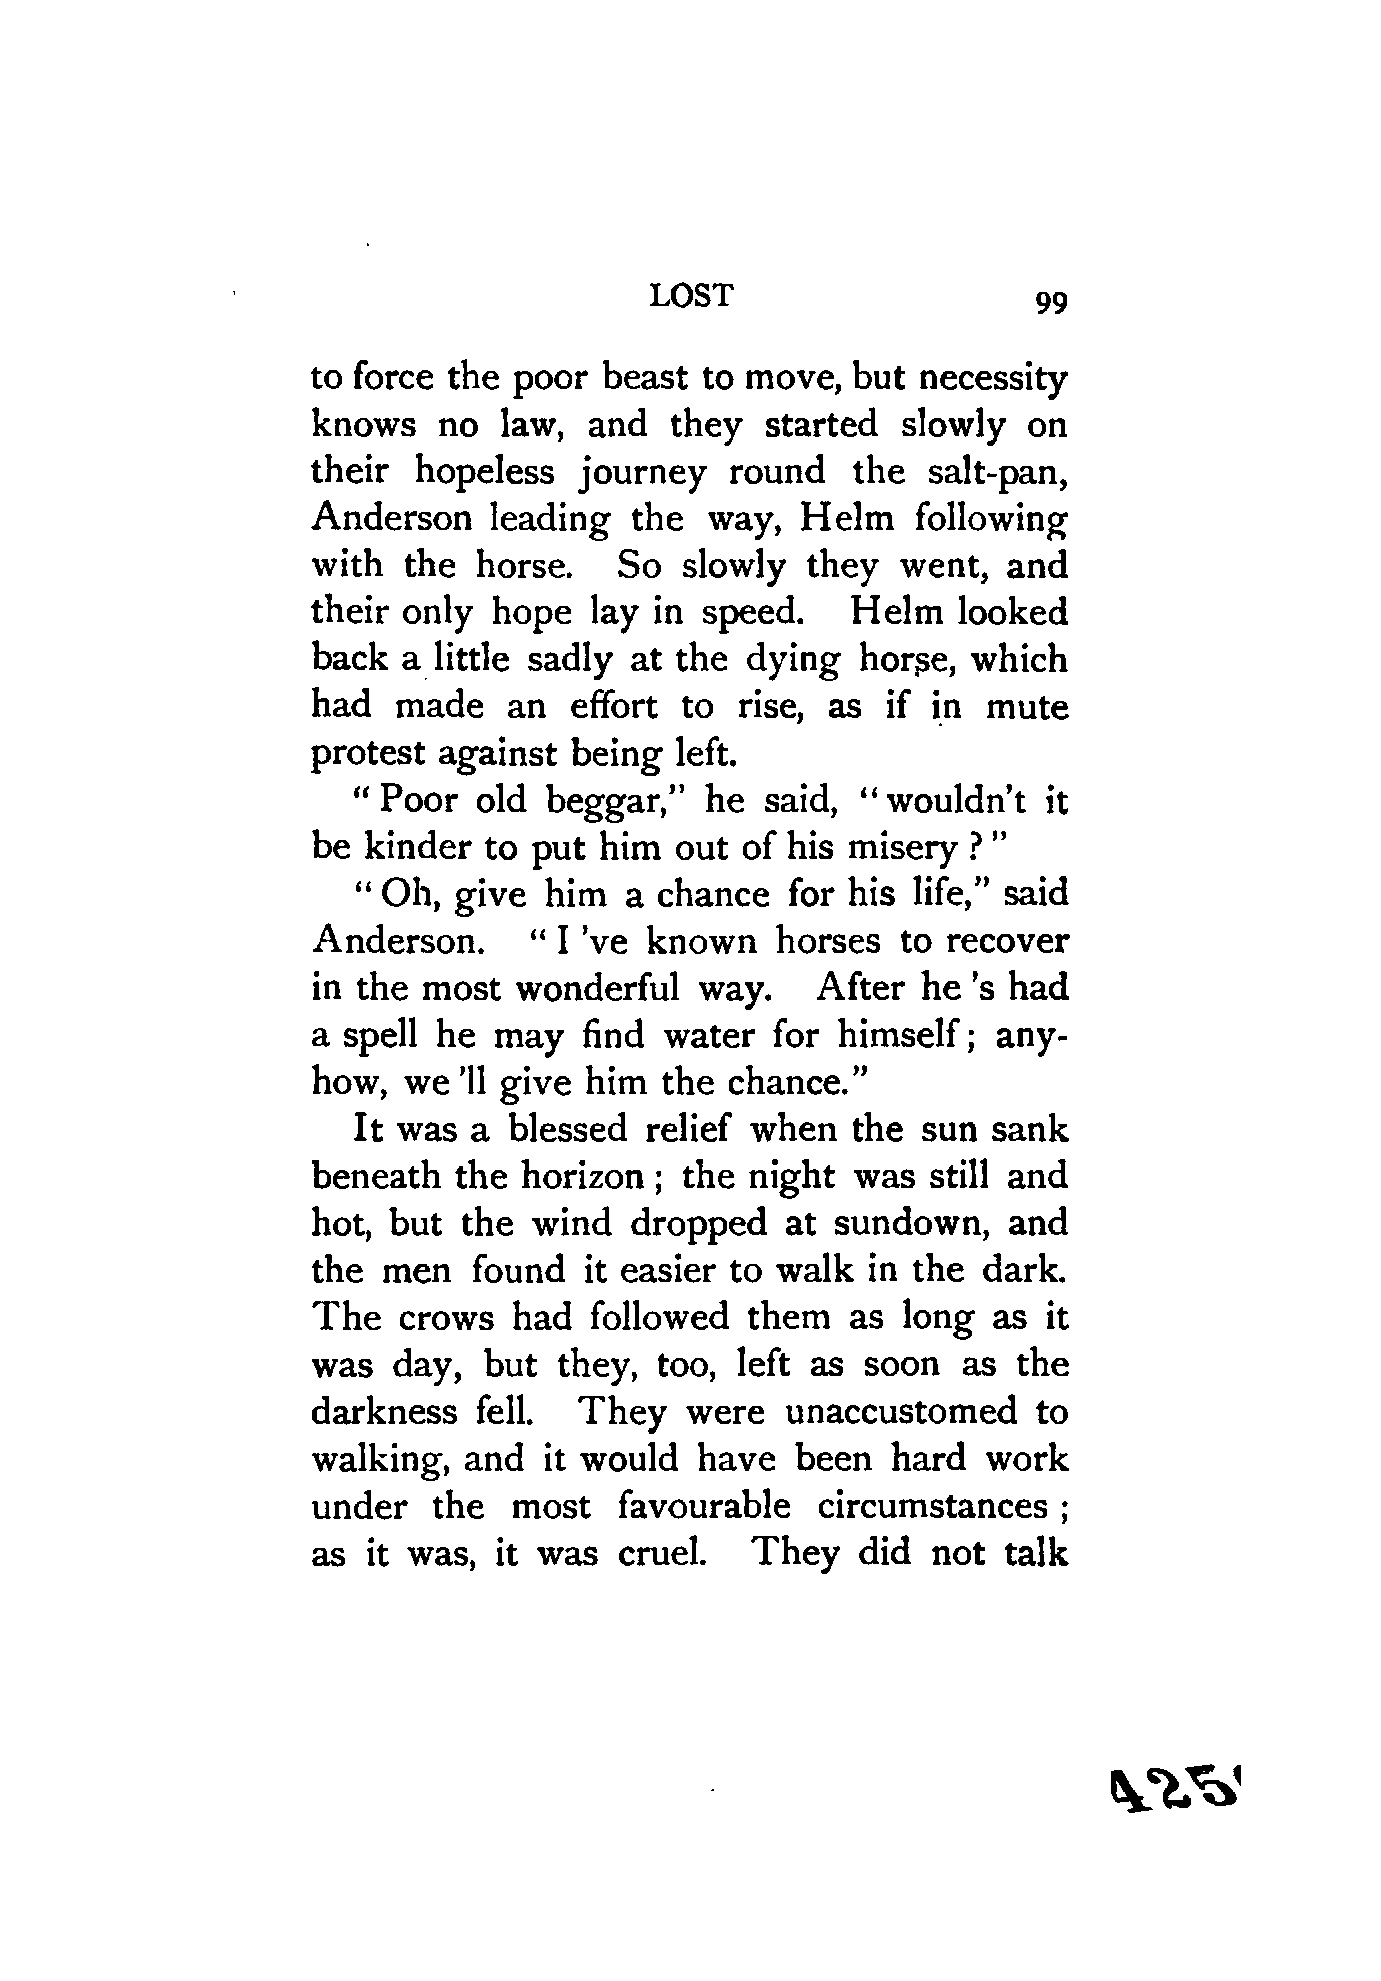 LOST 99
to force the poor beast to move, but necessity
knows no law, and they started slowly on
their hopeless journey round the salt-pan,
Anderson leading the way, Helm following
with the horse. So slowly they went, and
their only hope lay in speed. Helm looked
back a little sadly at the dying horse, which
had made an effort to rise, as if in mute
protest against being left.
" Poor old beggar," he said, " wouldn't it
be kinder to put him out of his misery ? "
" Oh, give him a chance for his life," said
Anderson. " I 've known horses to recover
in the most wonderful way. After he 's had
a spell he may find water for himself ; any-
how, we 'll give him the chance."
It was a blessed relief when the sun sank
beneath the horizon ; the night was still and
hot, but the wind dropped at sundown, and
the men found it easier to walk in the dark.
The crows had followed them as long as it
was day, but they, too, left as soon as the
darkness fell. They were unaccustomed to
walking, and it would have been hard work
under the most favourable circumstances ;
as it was, it was cruel. They did not talk
425